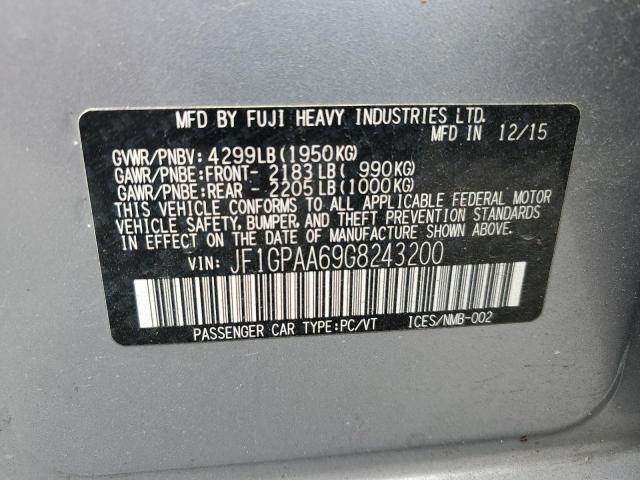 MFD BY FUJI HEAVY INDUSTRIES LTD.
MFD IN 12/15
GVWR/PNBV: 4299LB(1950KG)
GAWR/PNBE:FRONT- 2183LB( 990KG)
GAWR/PNBE:REAR - 2205LB(1000KG)
THIS VEHICLE CONFORMS TO ALL APPLICABLE FEDERAL MOTOR
VEHICLE SAFETY, BUMPER, AND THEFT PREVENTION STANDARDS
IN EFFECT ON THE DATE OF MANUFACTURE SHOWN ABOVE.
VIN: JF1GPAA69G8243200
PASSENGER CAR TYPE:PC/VT ICES/NMB-002